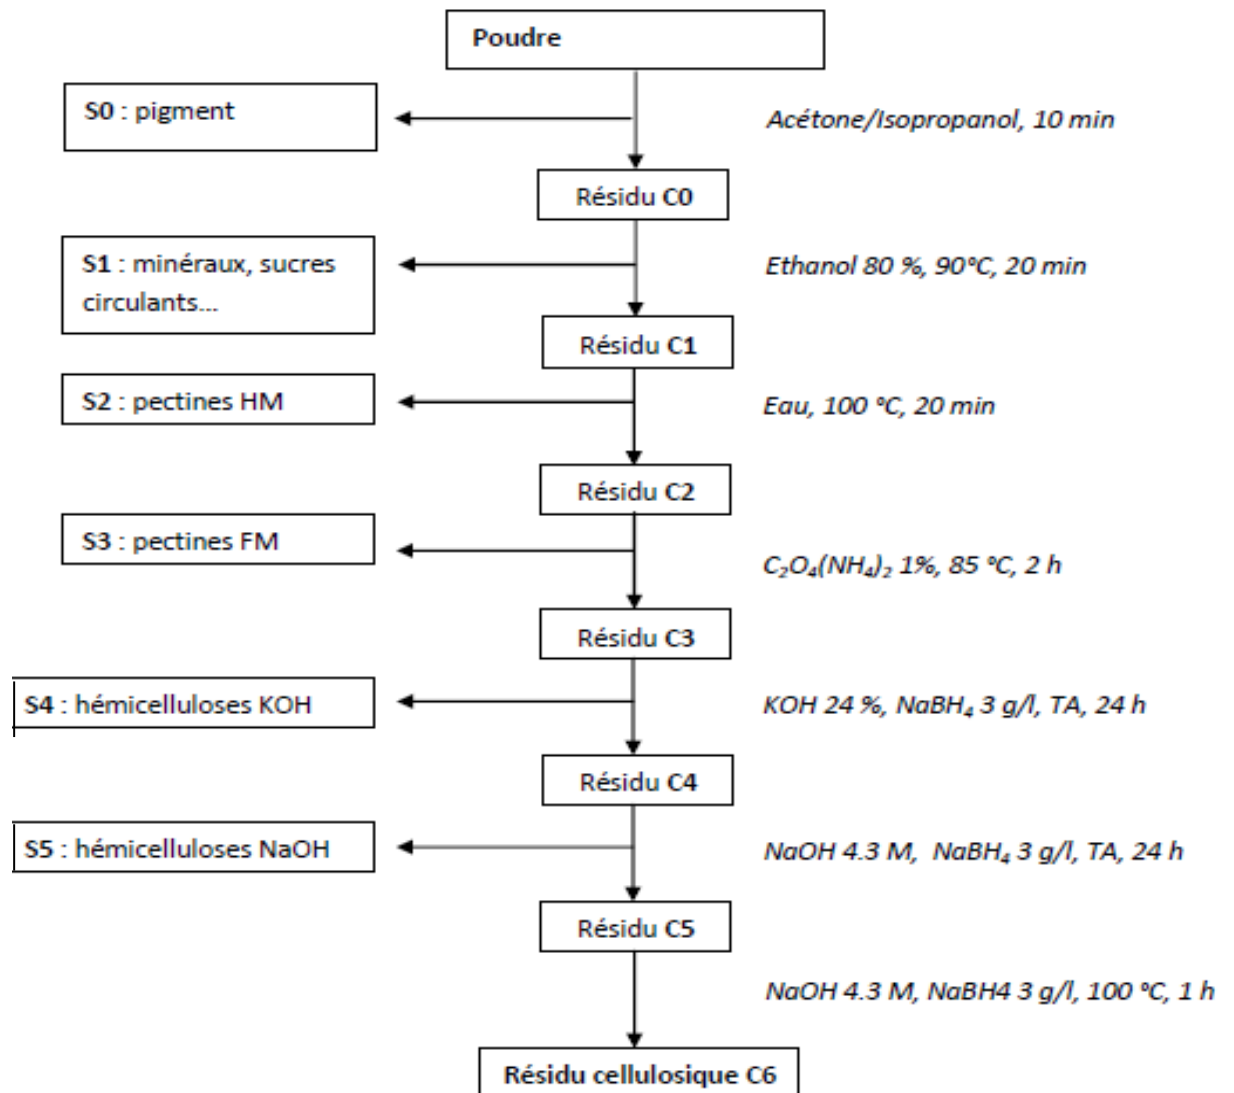 Poudre
S0 : pigment
Acétone/Isopropanol, 10 min
Résidu C0
S1 : minéraux, sucres
circulants...
Ethanol 80 %, 90°C, 20 min
Résidu C1
S2 : pectines HM
Eau, 100 °C, 20 min
Résidu C2
S3 : pectines FM
C₂O₄(NH₄)₂ 1%, 85 °C, 2 h
Résidu C3
S4 : hémicelluloses KOH
KOH 24 %, NaBH₄ 3 g/l, TA, 24 h
Résidu C4
S5 : hémicelluloses NaOH
NaOH 4.3 M, NaBH₄ 3 g/l, TA, 24 h
Résidu C5
NaOH 4.3 M, NaBH4 3 g/l, 100 °C, 1 h
Résidu cellulosique C6